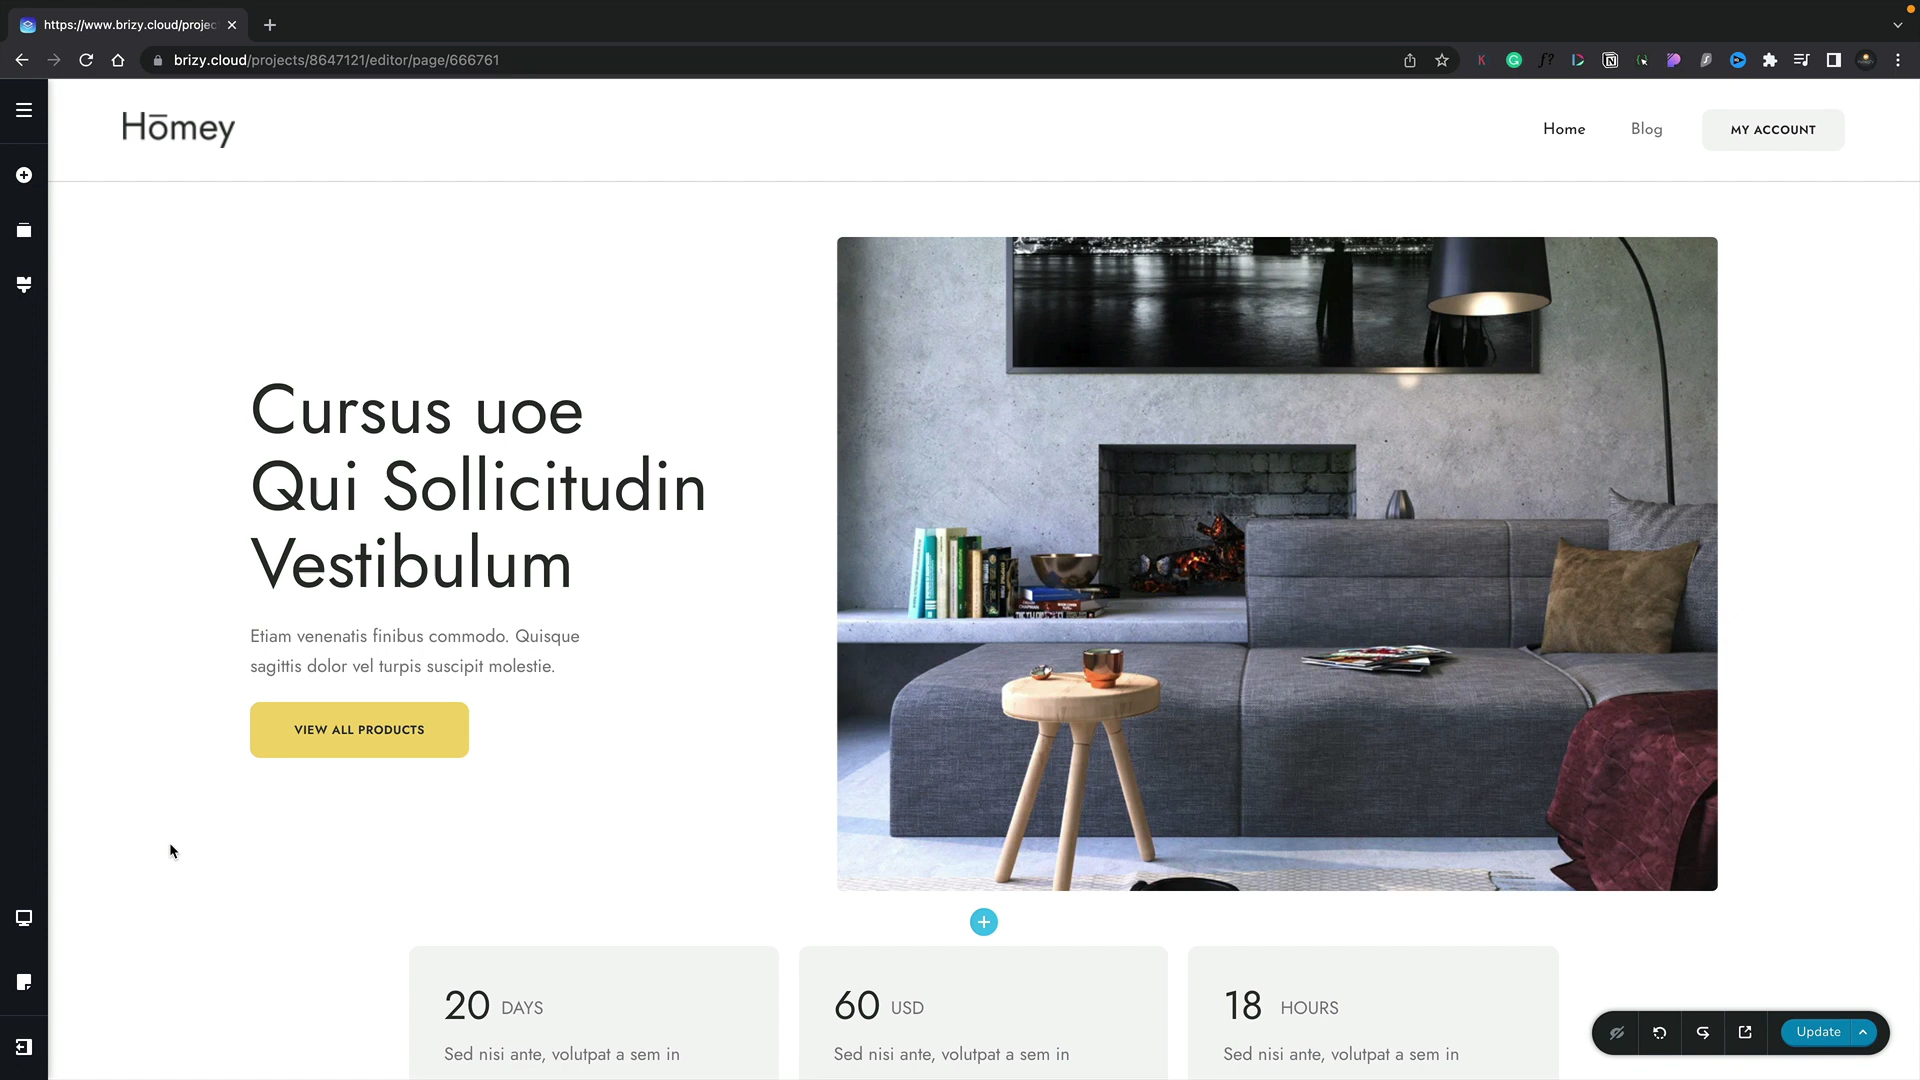 https://www.brizy.cloud/projec
brizy.cloud/projects/8647121/editor/page/666761
Hōmey
Home
Blog
MY ACCOUNT
Cursus uoe
Qui Sollicitudin
Vestibulum
Etiam venenatis finibus commodo. Quisque
sagittis dolor vel turpis suscipit molestie.
VIEW ALL PRODUCTS
20 DAYS
Sed nisi ante, volutpat a sem in
60 USD
Sed nisi ante, volutpat a sem in
18 HOURS
Sed nisi ante, volutpat a sem in
Update